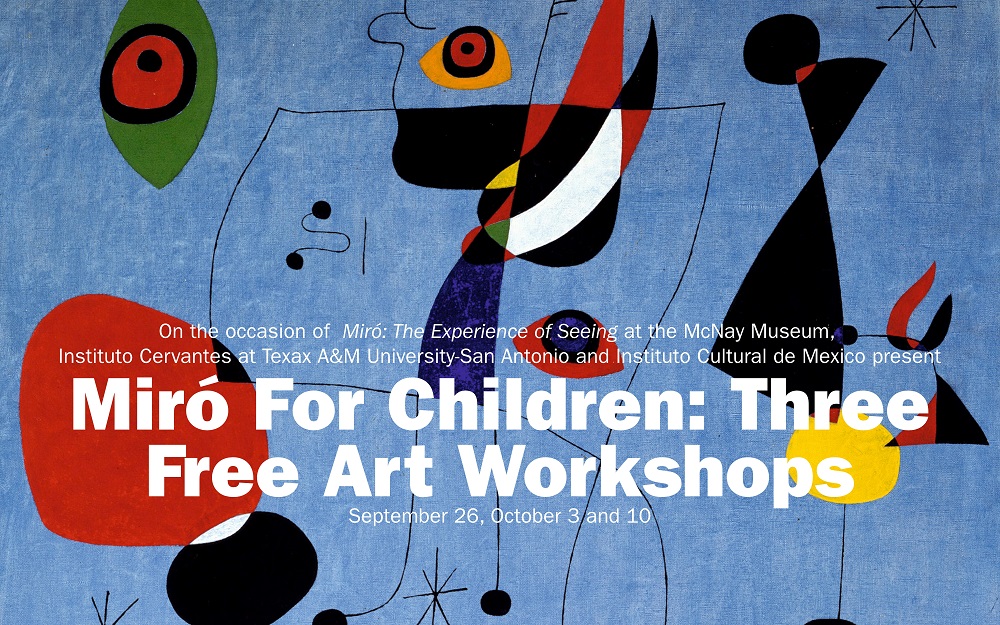 On the occasion of Miró: The Experience of Seeing at the McNay Museum,
Instituto Cervantes at Texax A&M University-San Antonio and Instituto Cultural de Mexico present
Miró For Children: Three
Free Art Workshops
September 26, October 3 and 10